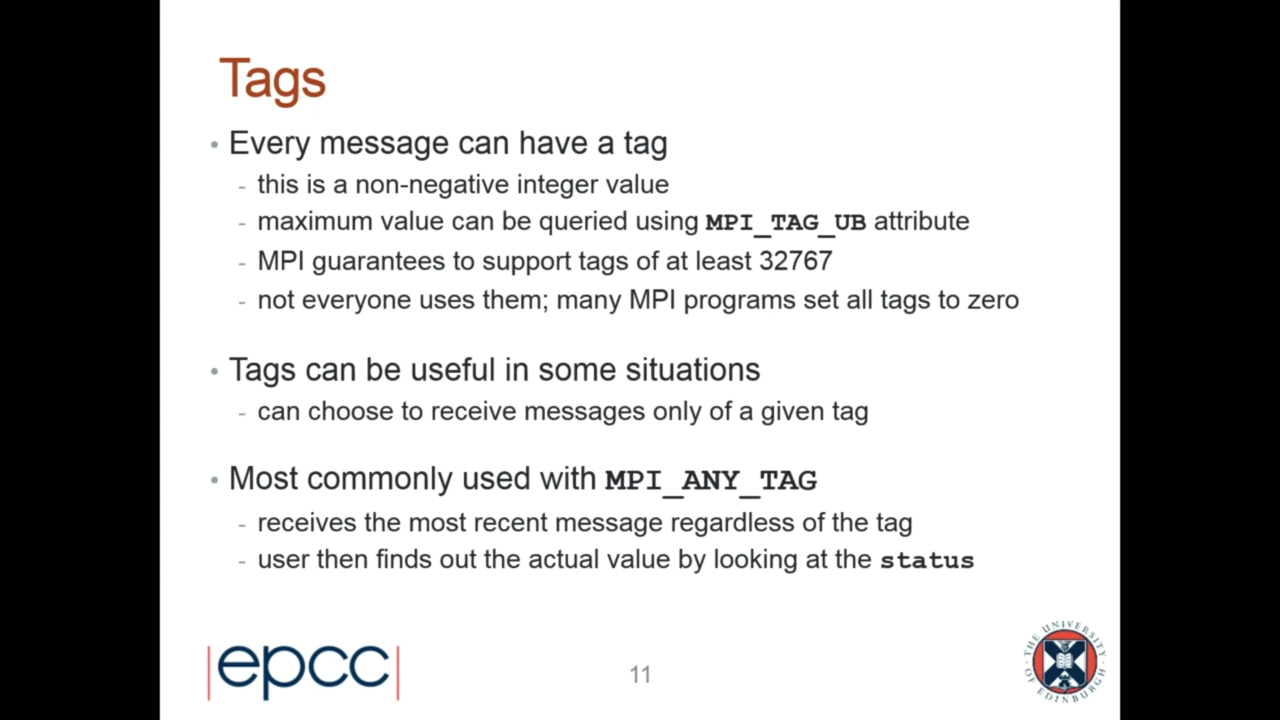 Tags
• Every message can have a tag
- this is a non-negative integer value
- maximum value can be queried using MPI_TAG_UB attribute
- MPI guarantees to support tags of at least 32767
- not everyone uses them; many MPI programs set all tags to zero
• Tags can be useful in some situations
- can choose to receive messages only of a given tag
• Most commonly used with MPI_ANY_TAG
- receives the most recent message regardless of the tag
- user then finds out the actual value by looking at the status
|epcc|
11
THE UNIVERSITY OF EDINBURGH